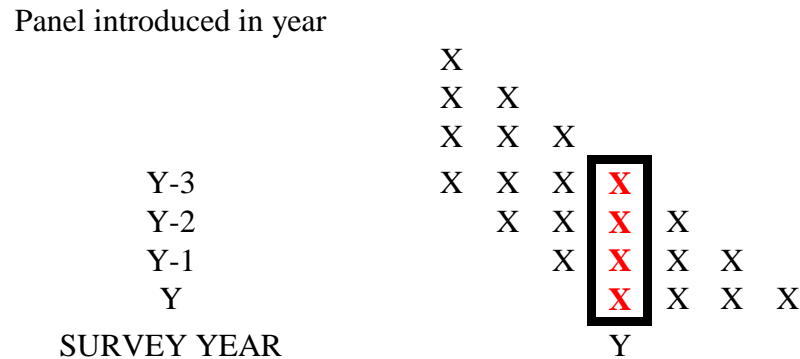 Panel introduced in year
X
X X
X X X
Y-3 X X X X
Y-2 X X X X
Y-1 X X X X
Y X X X X
SURVEY YEAR Y